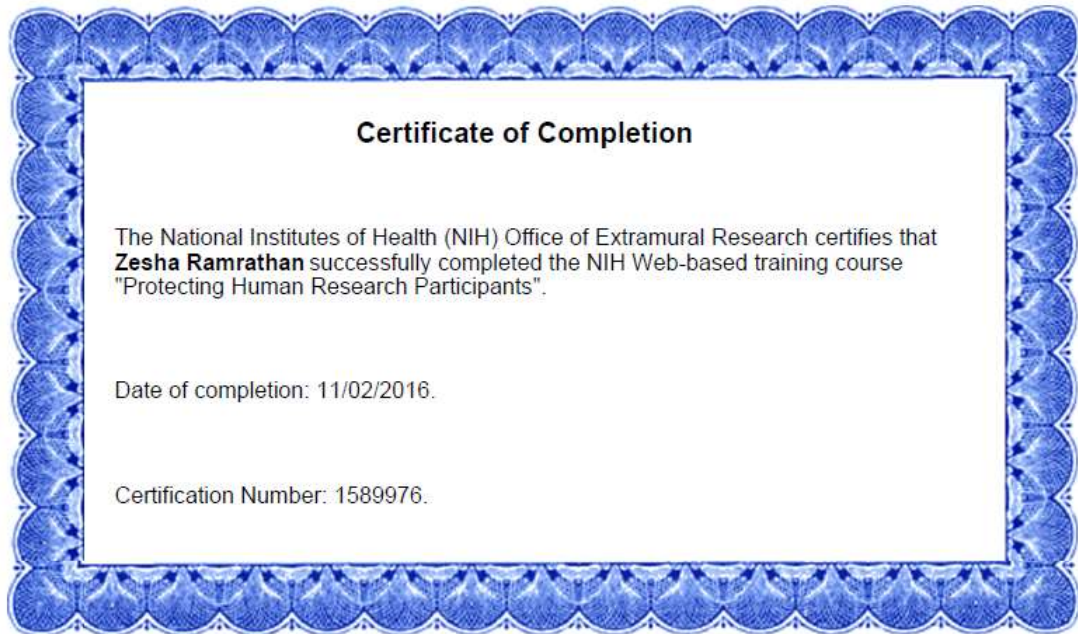 Certificate of Completion
The National Institutes of Health (NIH) Office of Extramural Research certifies that
Zesha Ramrathan successfully completed the NIH Web-based training course
"Protecting Human Research Participants".
Date of completion: 11/02/2016.
Certification Number: 1589976.